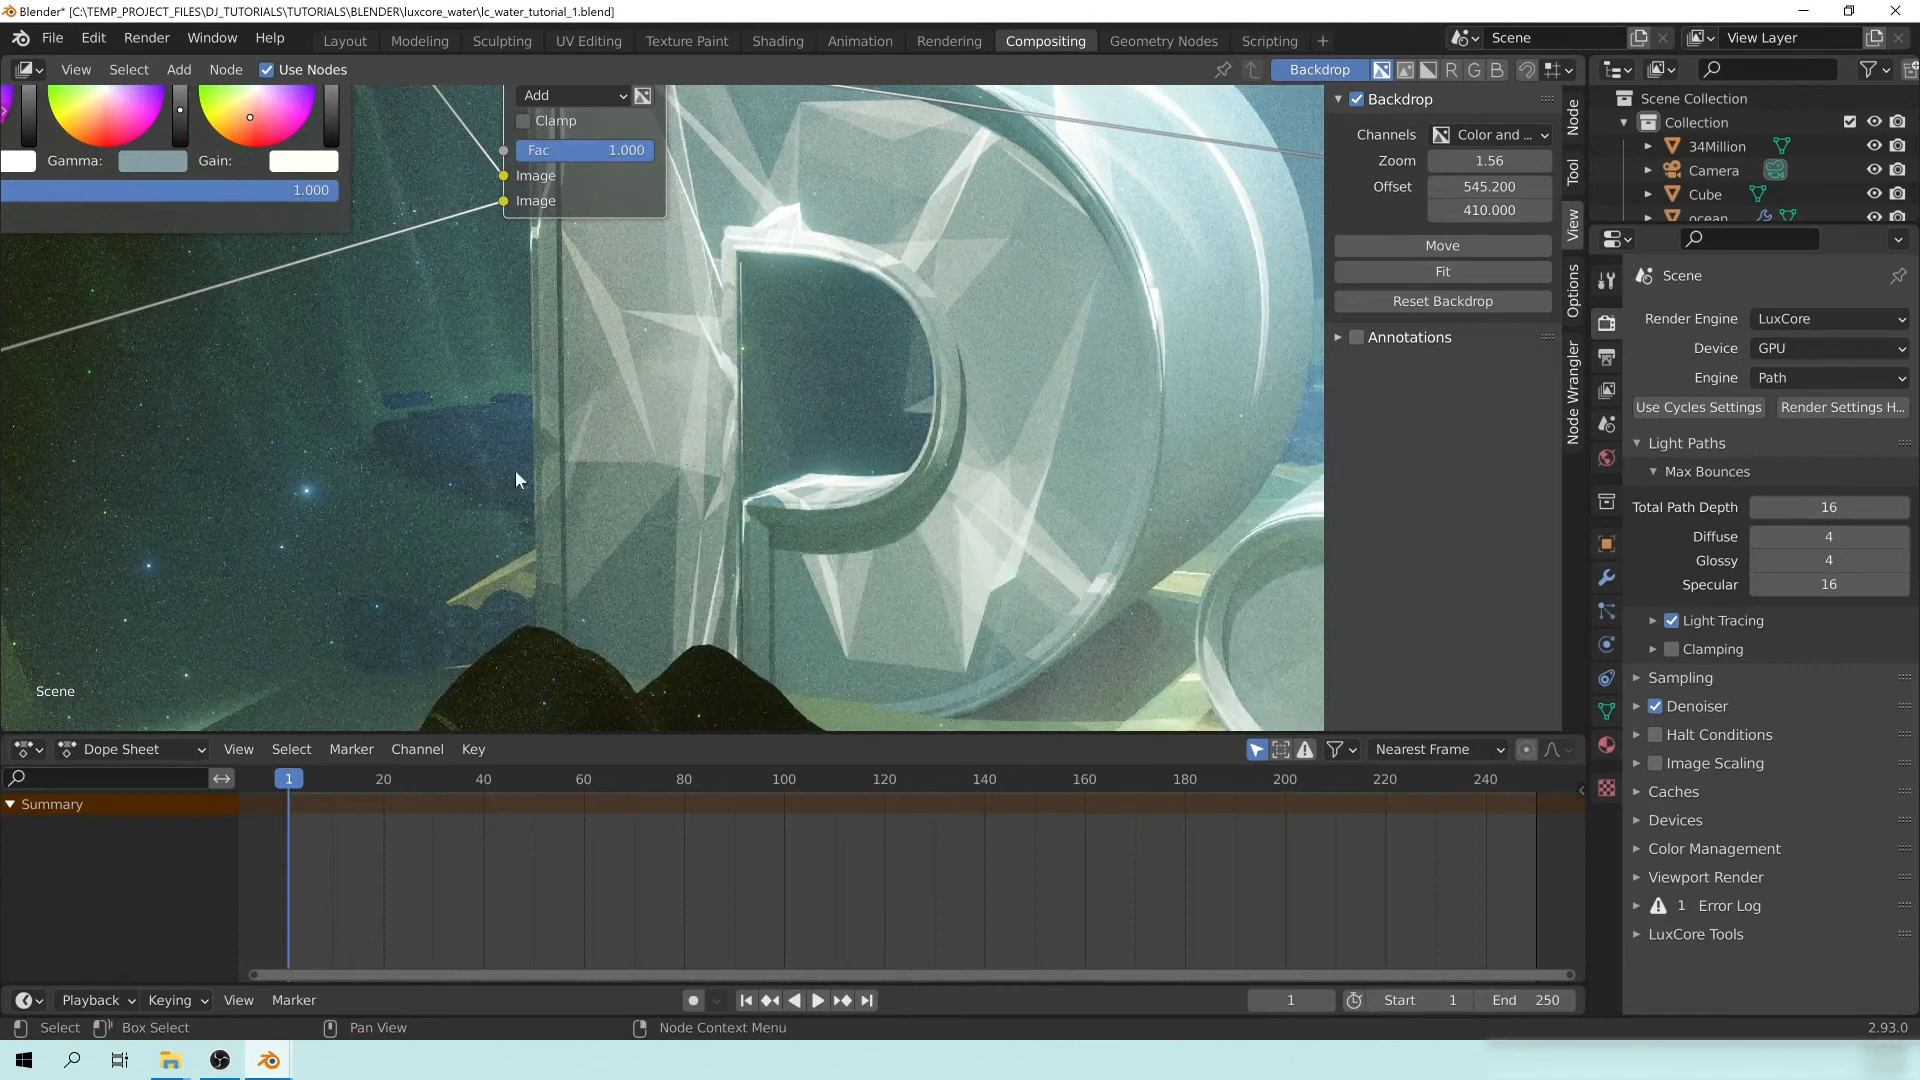 Blender* [C:\TEMP_PROJECT_FILES\DJ_TUTORIALS\TUTORIALS\BLENDER\luxcore_water\lc_water_tutorial_1.blend]
File Edit Render Window Help Layout Modeling Sculpting UV Editing Texture Paint Shading Animation Rendering Compositing Geometry Nodes Scripting + Scene View Layer
View Select Add Node Use Nodes Backdrop R G B
Add
Clamp
Fac 1.000
Image
Image
Gamma: Gain:
1.000
P
Scene
Backdrop
Channels Color and ...
Zoom 1.56
Offset 545.200
410.000
Move
Fit
Reset Backdrop
Annotations
Node
Tool
View
Options
Node Wrangler
Scene Collection
Collection
34Million
Camera
Cube
ocean
Scene
Render Engine LuxCore
Device GPU
Engine Path
Use Cycles Settings Render Settings H...
Light Paths
Max Bounces
Total Path Depth 16
Diffuse 4
Glossy 4
Specular 16
Light Tracing
Clamping
Sampling
Denoiser
Halt Conditions
Image Scaling
Caches
Devices
Color Management
Viewport Render
1 Error Log
LuxCore Tools
Dope Sheet View Select Marker Channel Key Nearest Frame
1 20 40 60 80 100 120 140 160 180 200 220 240
Summary
Playback Keying View Marker 1 Start 1 End 250
Select Box Select Pan View Node Context Menu 2.93.0